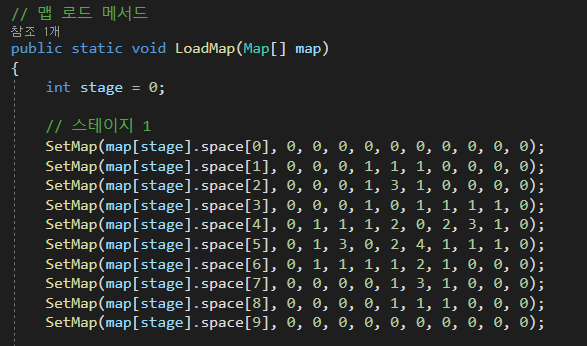 // 맵 로드 메서드
참조 1개
public static void LoadMap(Map[] map)
{
int stage = 0;
// 스테이지 1
SetMap(map[stage].space[0], 0, 0, 0, 0, 0, 0, 0, 0, 0, 0);
SetMap(map[stage].space[1], 0, 0, 0, 1, 1, 1, 0, 0, 0, 0);
SetMap(map[stage].space[2], 0, 0, 0, 1, 3, 1, 0, 0, 0, 0);
SetMap(map[stage].space[3], 0, 0, 0, 1, 0, 1, 1, 1, 1, 0);
SetMap(map[stage].space[4], 0, 1, 1, 1, 2, 0, 2, 3, 1, 0);
SetMap(map[stage].space[5], 0, 1, 3, 0, 2, 4, 1, 1, 1, 0);
SetMap(map[stage].space[6], 0, 1, 1, 1, 1, 2, 1, 0, 0, 0);
SetMap(map[stage].space[7], 0, 0, 0, 0, 1, 3, 1, 0, 0, 0);
SetMap(map[stage].space[8], 0, 0, 0, 0, 1, 1, 1, 0, 0, 0);
SetMap(map[stage].space[9], 0, 0, 0, 0, 0, 0, 0, 0, 0, 0);